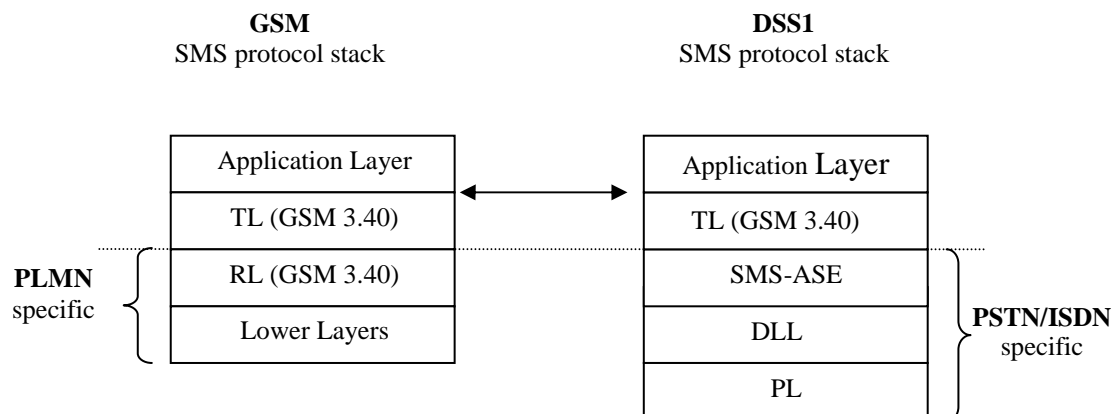 GSM
SMS protocol stack
DSS1
SMS protocol stack
Application Layer
TL (GSM 3.40)
RL (GSM 3.40)
Lower Layers
PLMN
specific
Application Layer
TL (GSM 3.40)
SMS-ASE
DLL
PL
PSTN/ISDN
specific